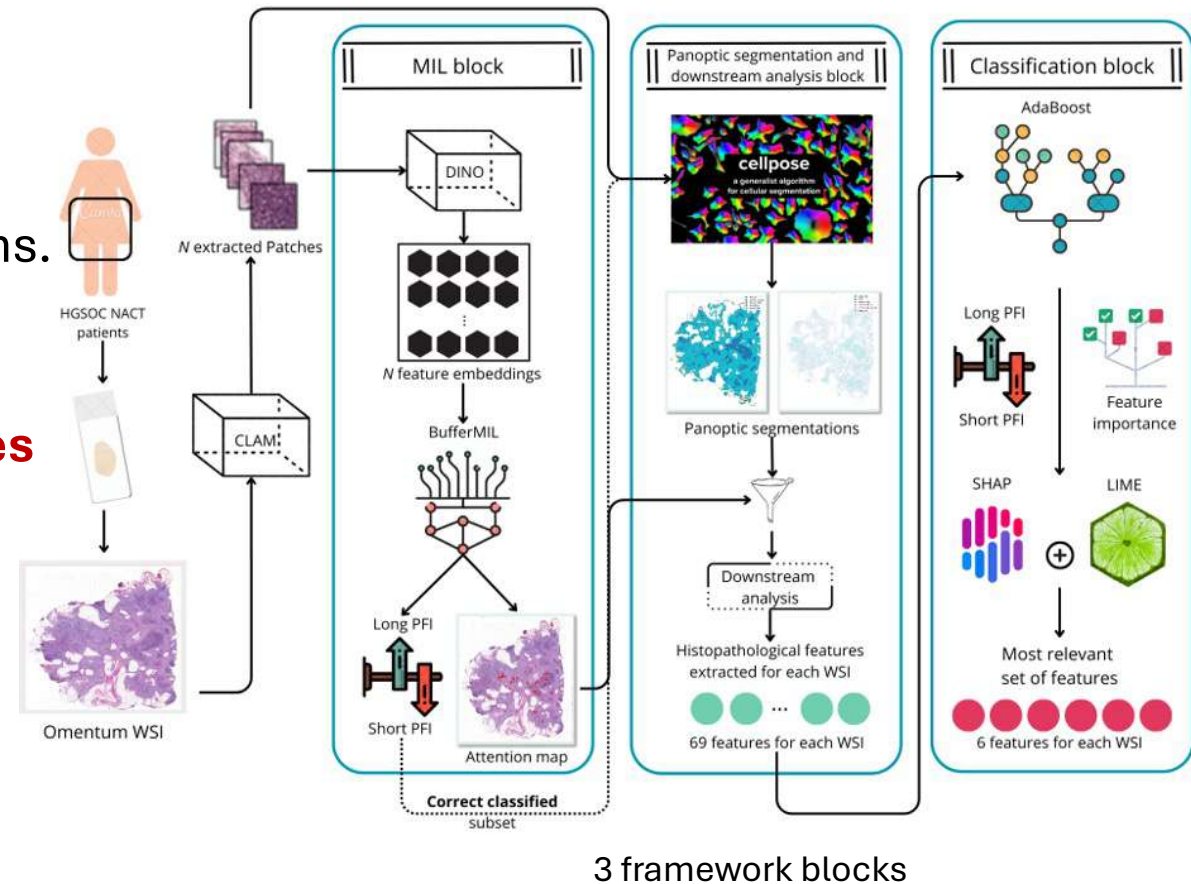 ns.
es
HGSOC NACT
patients
Omentum WSI
CLAM
N extracted Patches
MIL block
DINO
N feature embeddings
BufferMIL
Long PFI
Short PFI
Attention map
Correct classified
subset
Panoptic segmentation and
downstream analysis block
cellpose
a generalist algorithm
for cellular segmentation
Panoptic segmentations
Downstream
analysis
Histopathological features
extracted for each WSI
...
69 features for each WSI
Classification block
AdaBoost
Long PFI
Short PFI
Feature
importance
SHAP
LIME
Most relevant
set of features
6 features for each WSI
3 framework blocks